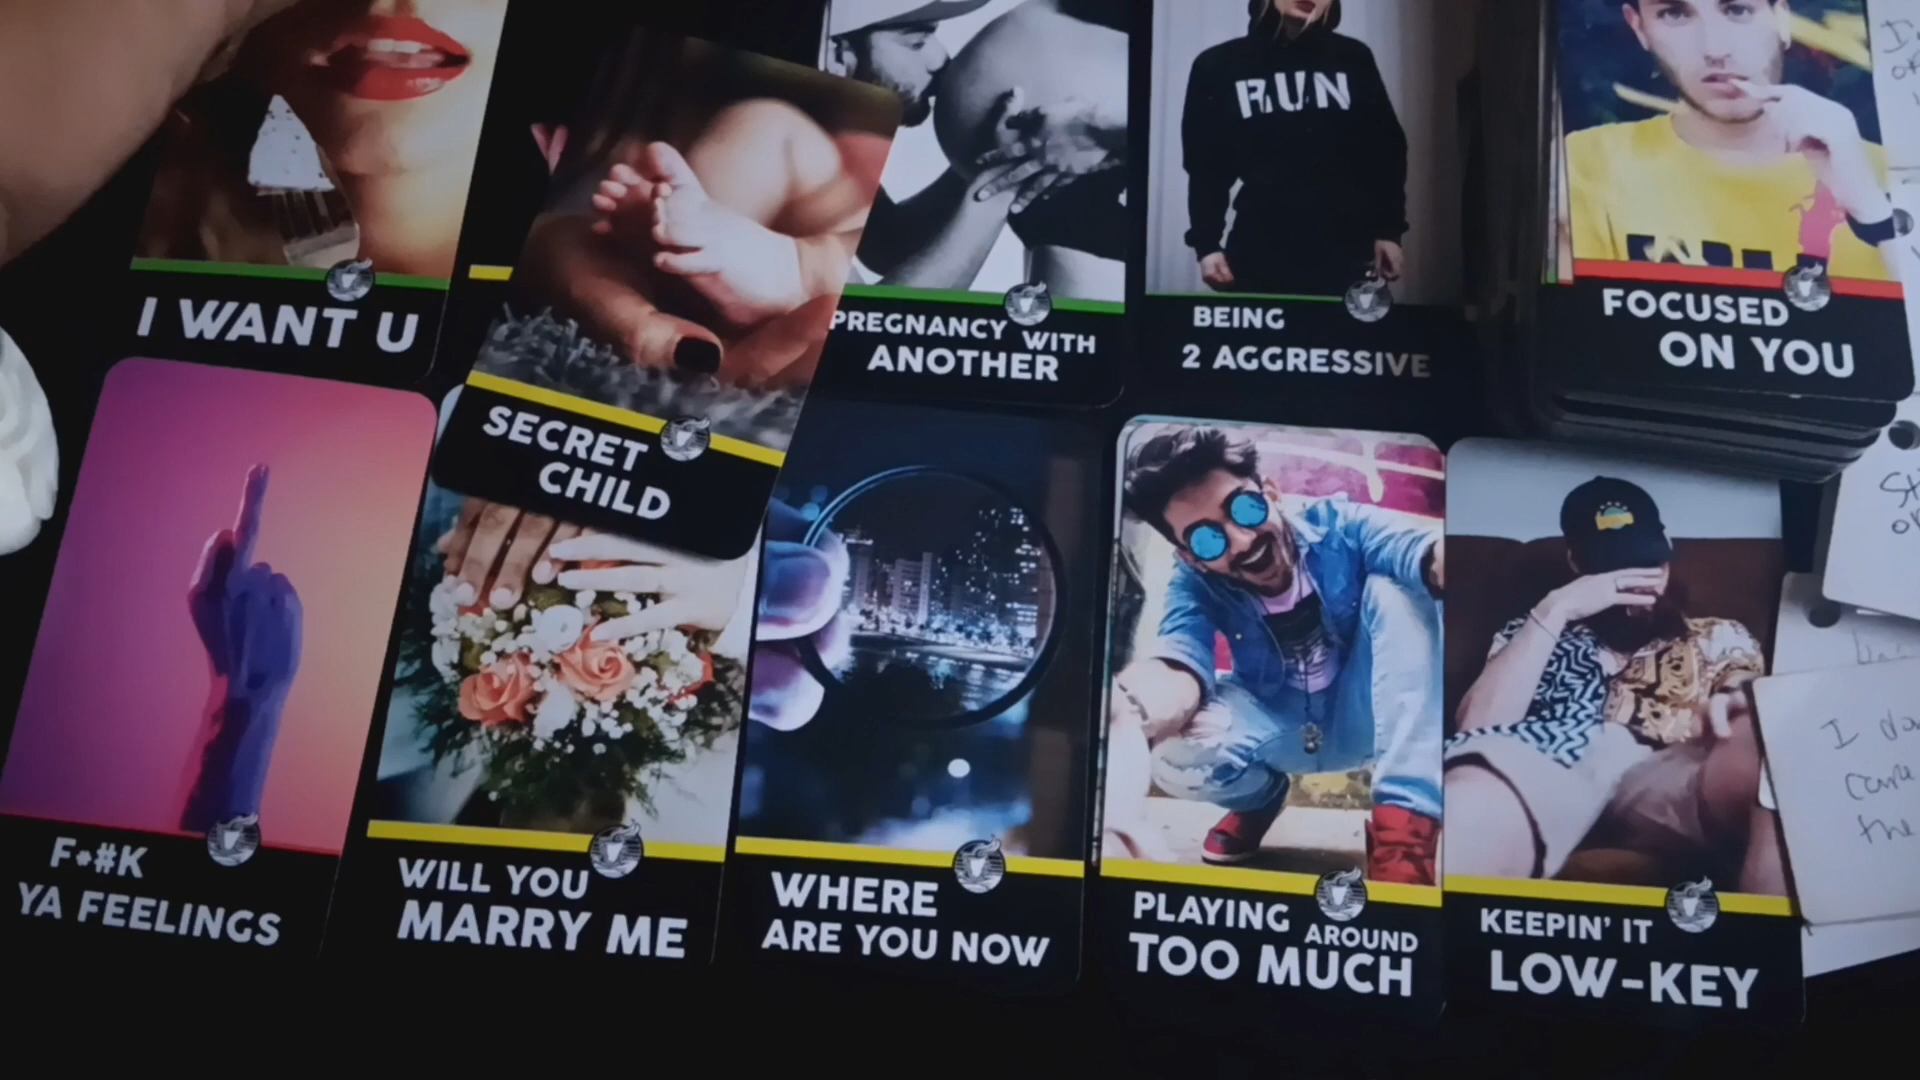 I WANT U
RUN
PREGNANCY WITH
ANOTHER
BEING
2 AGGRESSIVE
FOCUSED
ON YOU
SECRET
CHILD
F*#K
YA FEELINGS
WILL YOU
MARRY ME
WHERE
ARE YOU NOW
PLAYING AROUND
TOO MUCH
KEEPIN' IT
LOW-KEY
I
the